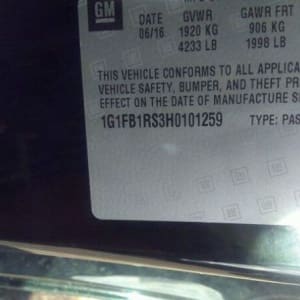 GM
DATE GVWR GAWR FRT
06/16 1920 KG 906 KG
4233 LB 1998 LB
THIS VEHICLE CONFORMS TO ALL APPLICA
VEHICLE SAFETY, BUMPER, AND THEFT PR
EFFECT ON THE DATE OF MANUFACTURE S
1G1FB1RS3H0101259 TYPE: PAS